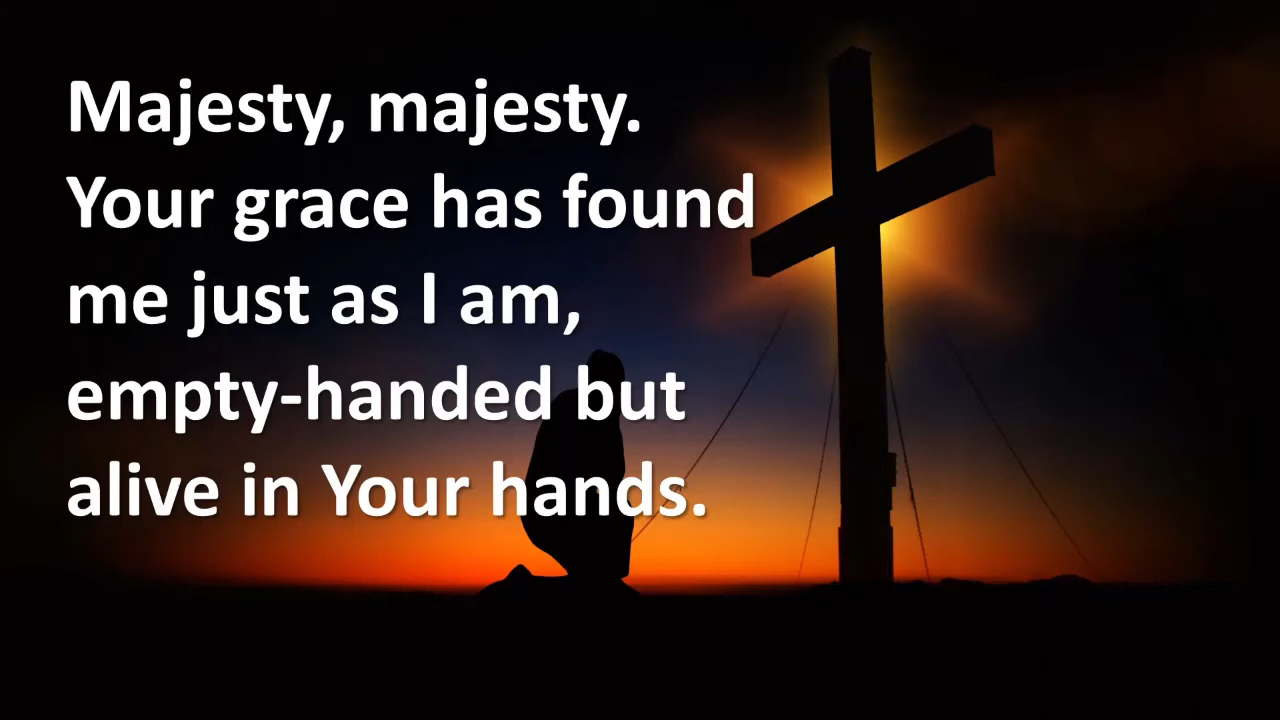 Majesty, majesty.
Your grace has found
me just as I am,
empty-handed but
alive in Your hands.